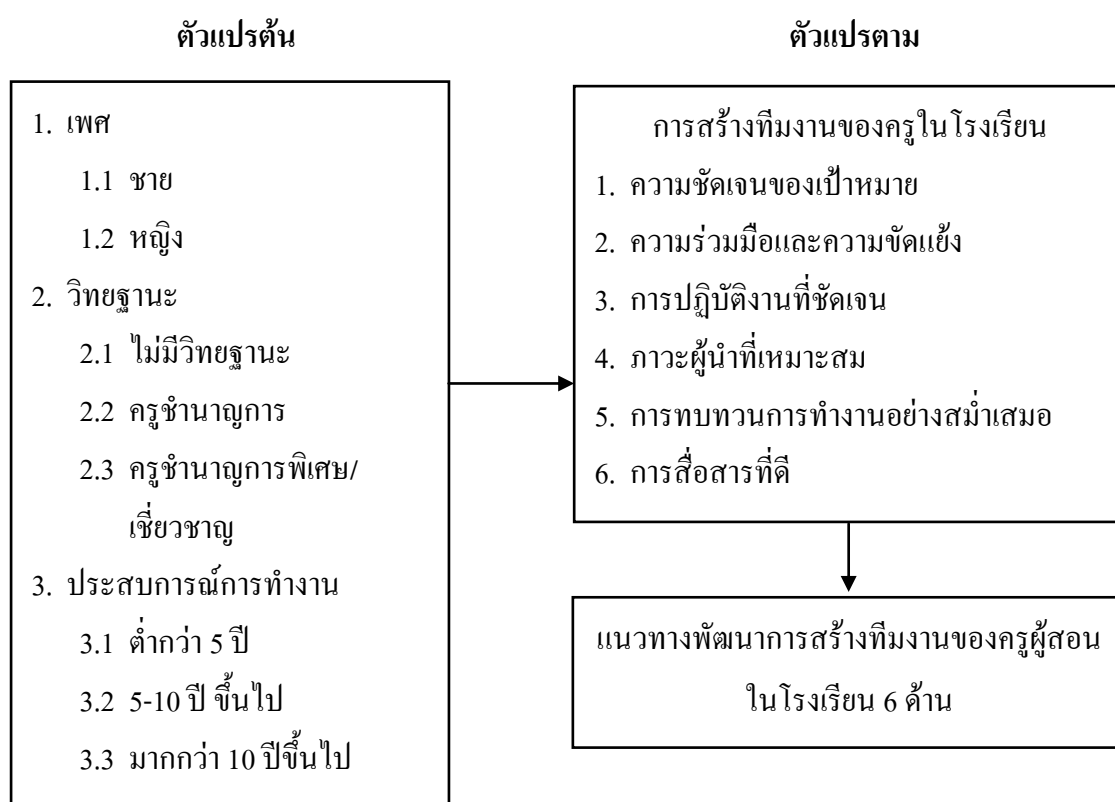 ตัวแปรต้น
1. เพศ
1.1 ชาย
1.2 หญิง
2. วิทยฐานะ
2.1 ไม่มีวิทยฐานะ
2.2 ครูชำนาญการ
2.3 ครูชำนาญการพิเศษ/
เชี่ยวชาญ
3. ประสบการณ์การทำงาน
3.1 ต่ำกว่า 5 ปี
3.2 5-10 ปี ขึ้นไป
3.3 มากกว่า 10 ปีขึ้นไป
ตัวแปรตาม
การสร้างทีมงานของครูในโรงเรียน
1. ความชัดเจนของเป้าหมาย
2. ความร่วมมือและความขัดแย้ง
3. การปฏิบัติงานที่ชัดเจน
4. ภาวะผู้นำที่เหมาะสม
5. การทบทวนการทำงานอย่างสม่ำเสมอ
6. การสื่อสารที่ดี
แนวทางพัฒนาการสร้างทีมงานของครูผู้สอน
ในโรงเรียน 6 ด้าน